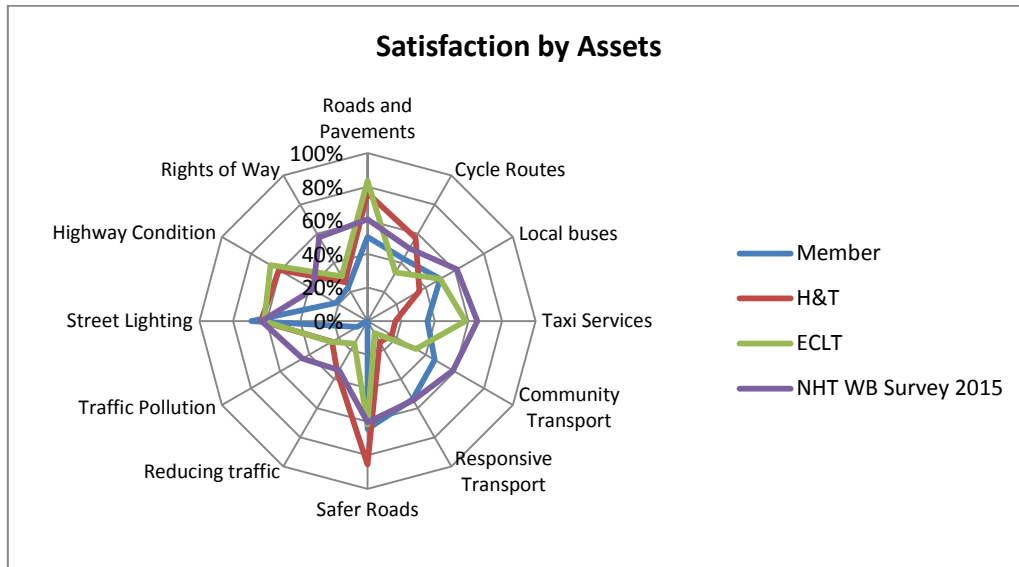 Satisfaction by Assets
Roads and
Pavements
100%
80%
60%
40%
20%
0%
Cycle Routes
Local buses
Taxi Services
Community
Transport
Responsive
Transport
Safer Roads
Reducing traffic
Traffic Pollution
Street Lighting
Highway Condition
Rights of Way
Member
H&T
ECLT
NHT WB Survey 2015